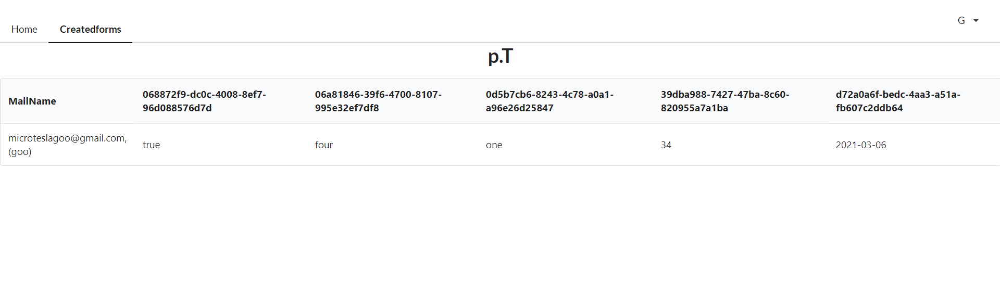 Home
Createdforms
G
p.T
MailName
068872f9-dc0c-4008-8ef7-
96d088576d7d
06a81846-39f6-4700-8107-
995e32ef7df8
0d5b7cb6-8243-4c78-a0a1-
a96e26d25847
39dba988-7427-47ba-8c60-
820955a7a1ba
d72a0a6f-bedc-4aa3-a51a-
fb607c2ddb64
microteslagoo@gmail.com,
(goo)
true
four
one
34
2021-03-06